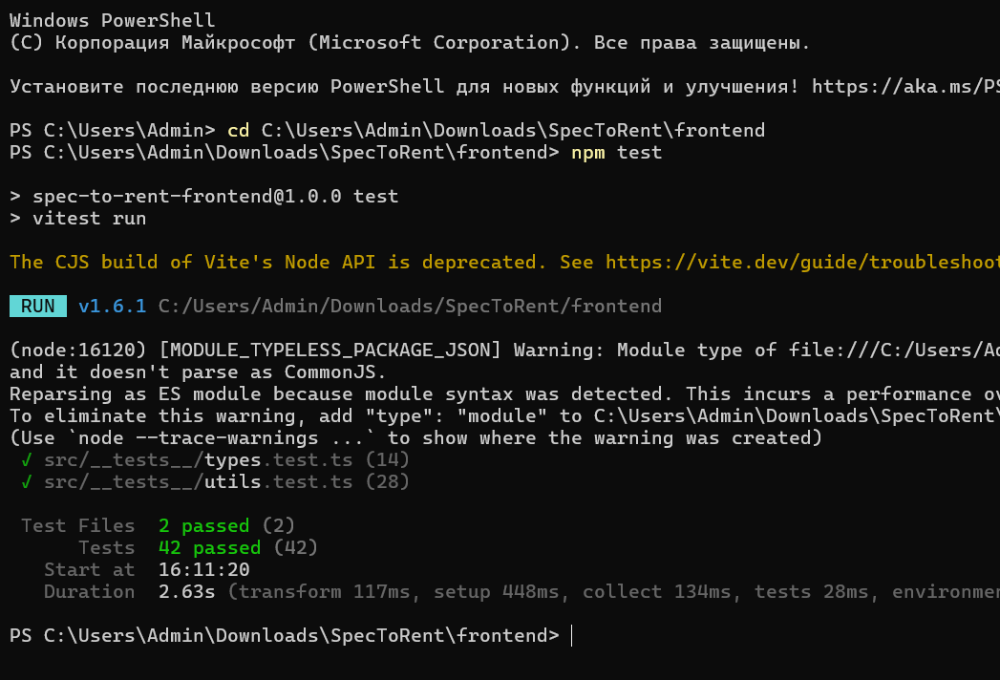 Windows PowerShell
(C) Корпорация Майкрософт (Microsoft Corporation). Все права защищены.
Установите последнюю версию PowerShell для новых функций и улучшения! https://aka.ms/PS
PS C:\Users\Admin> cd C:\Users\Admin\Downloads\SpecToRent\frontend
PS C:\Users\Admin\Downloads\SpecToRent\frontend> npm test
> spec-to-rent-frontend@1.0.0 test
> vitest run
The CJS build of Vite's Node API is deprecated. See https://vite.dev/guide/troubleshoot
RUN v1.6.1 C:/Users/Admin/Downloads/SpecToRent/frontend
(node:16120) [MODULE_TYPELESS_PACKAGE_JSON] Warning: Module type of file:///C:/Users/Ad
and it doesn't parse as CommonJS.
Reparsing as ES module because module syntax was detected. This incurs a performance ov
To eliminate this warning, add "type": "module" to C:\Users\Admin\Downloads\SpecToRent\
(Use `node --trace-warnings ...` to show where the warning was created)
√ src/__tests__/types.test.ts (14)
√ src/__tests__/utils.test.ts (28)
Test Files 2 passed (2)
Tests 42 passed (42)
Start at 16:11:20
Duration 2.63s (transform 117ms, setup 448ms, collect 134ms, tests 28ms, environmen
PS C:\Users\Admin\Downloads\SpecToRent\frontend>